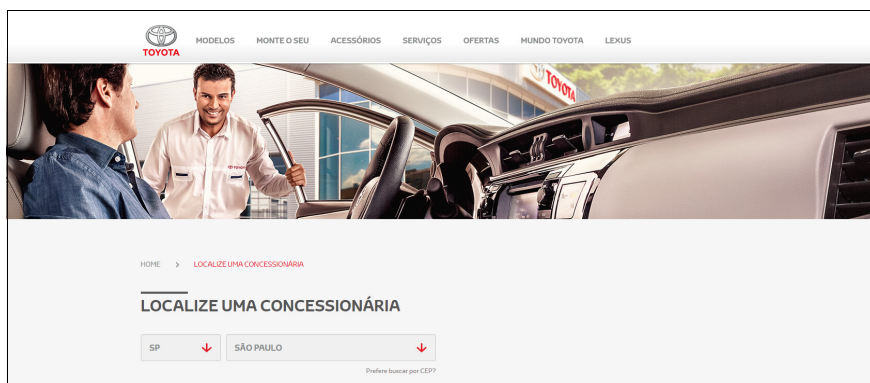 TOYOTA
MODELOS MONTE O SEU ACESSÓRIOS SERVIÇOS OFERTAS MUNDO TOYOTA LEXUS
TOYOTA
TOYOTA
HOME > LOCALIZE UMA CONCESSIONÁRIA
LOCALIZE UMA CONCESSIONÁRIA
SP SÃO PAULO
Prefere buscar por CEP?